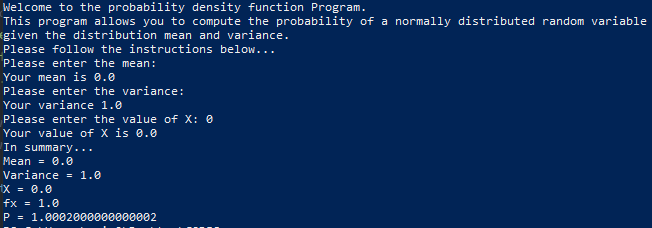 Welcome to the probability density function Program.
This program allows you to compute the probability of a normally distributed random variable
given the distribution mean and variance.
Please follow the instructions below...
Please enter the mean:
Your mean is 0.0
Please enter the variance:
Your variance 1.0
Please enter the value of X: 0
Your value of X is 0.0
In summary...
Mean = 0.0
Variance = 1.0
X = 0.0
fx = 1.0
P = 1.0002000000000002